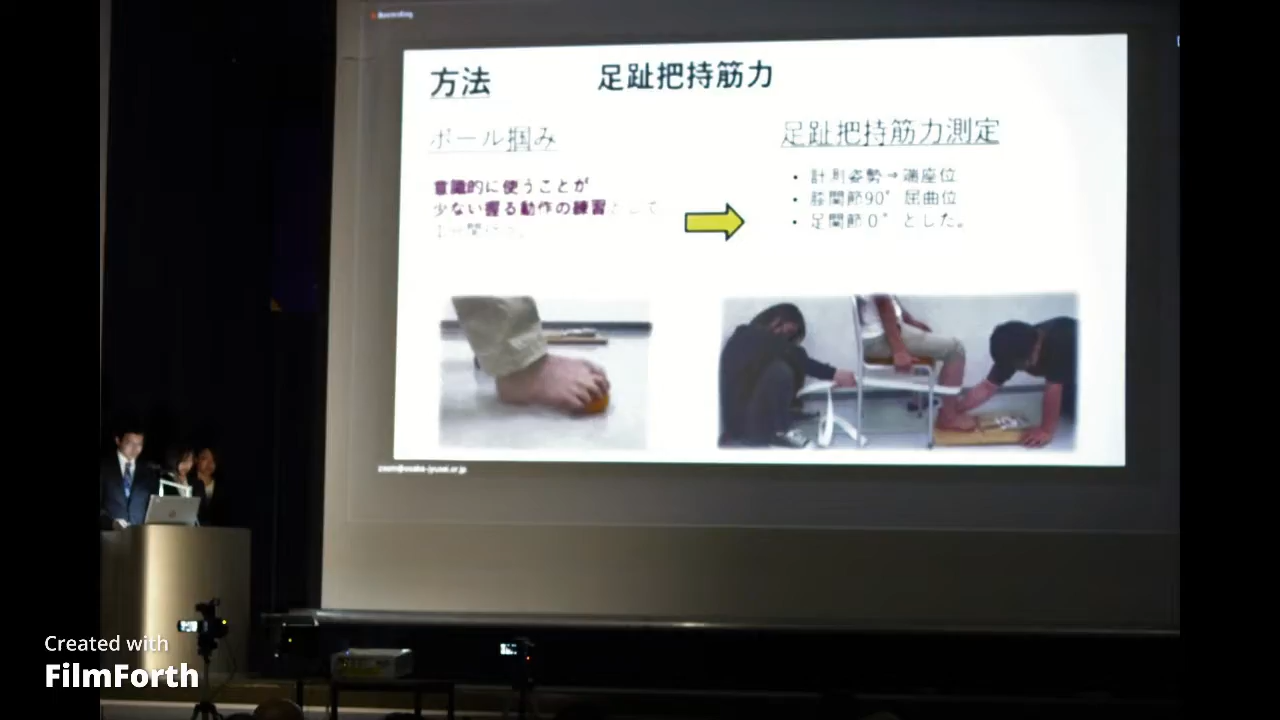 方法
足趾把持筋力
ボール掴み
意識的に使うことが
少ない握る動作の練習として
足趾把持筋力測定
• 計測姿勢⇒端座位
• 膝関節90°屈曲位
• 足関節0°とした。
Created with
FilmForth